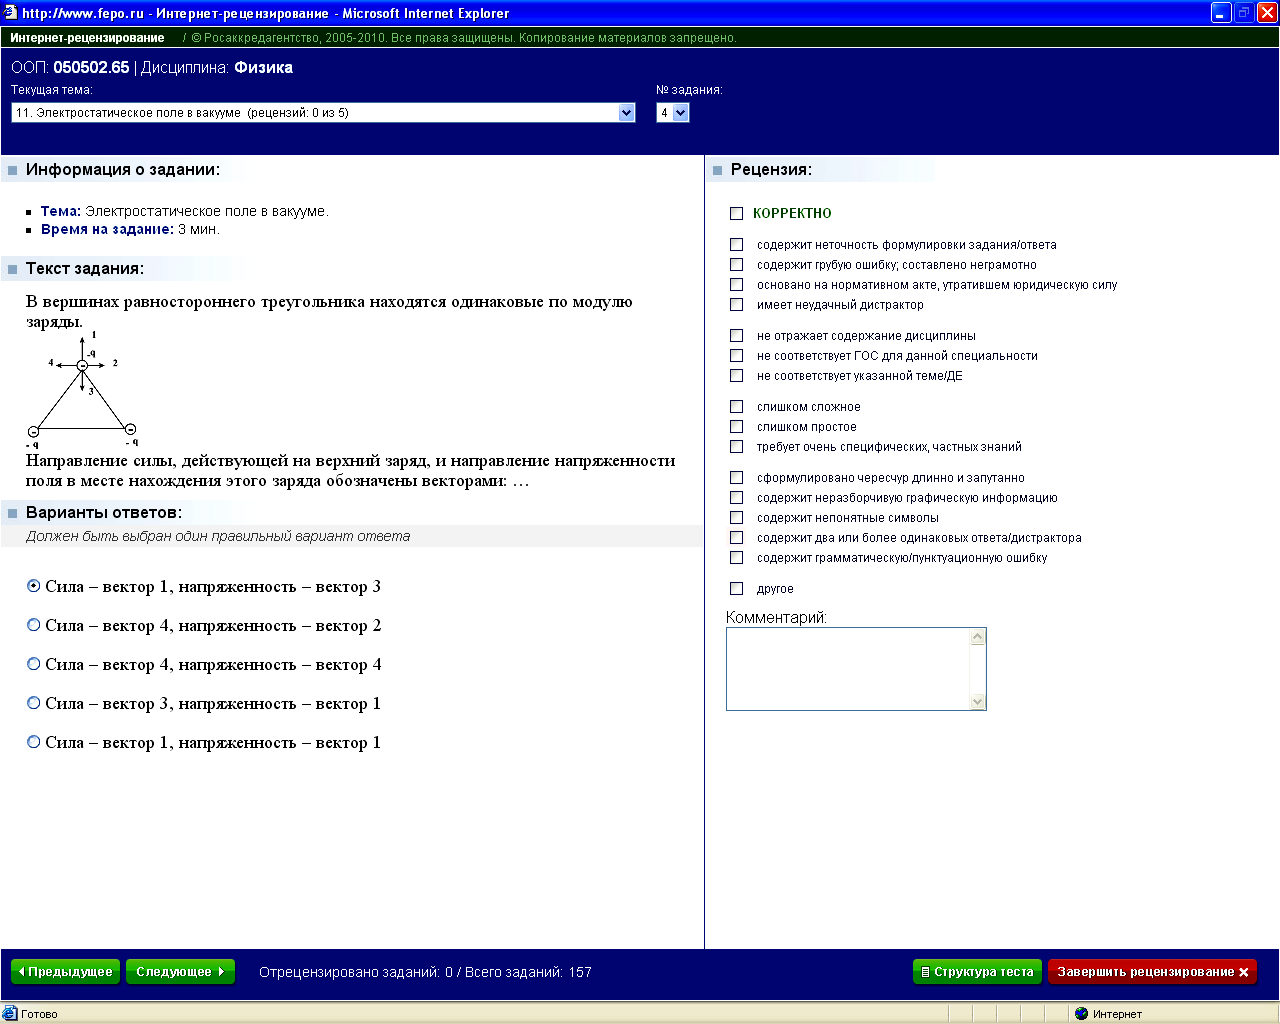 http://www.fepo.ru - Интернет-рецензирование - Microsoft Internet Explorer
Интернет-рецензирование / © Росаккредагентство, 2005-2010. Все права защищены. Копирование материалов запрещено.
ООП: 050502.65 | Дисциплина: Физика
Текущая тема: № задания:
11. Электростатическое поле в вакууме (рецензий: 0 из 5) 4
Информация о задании:
Тема: Электростатическое поле в вакууме.
Время на задание: 3 мин.
Текст задания:
В вершинах равностороннего треугольника находятся одинаковые по модулю
заряды.
1
-q
4 2
3
- q - q
Направление силы, действующей на верхний заряд, и направление напряженности
поля в месте нахождения этого заряда обозначены векторами: …
Варианты ответов:
Должен быть выбран один правильный вариант ответа
Сила – вектор 1, напряженность – вектор 3
Сила – вектор 4, напряженность – вектор 2
Сила – вектор 4, напряженность – вектор 4
Сила – вектор 3, напряженность – вектор 1
Сила – вектор 1, напряженность – вектор 1
Рецензия:
КОРРЕКТНО
содержит неточность формулировки задания/ответа
содержит грубую ошибку; составлено неграмотно
основано на нормативном акте, утратившем юридическую силу
имеет неудачный дистрактор
не отражает содержание дисциплины
не соответствует ГОС для данной специальности
не соответствует указанной теме/ДЕ
слишком сложное
слишком простое
требует очень специфических, частных знаний
сформулировано чересчур длинно и запутанно
содержит неразборчивую графическую информацию
содержит непонятные символы
содержит два или более одинаковых ответа/дистрактора
содержит грамматическую/пунктуационную ошибку
другое
Комментарий:
Предыдущее Следующее Отрецензировано заданий: 0 / Всего заданий: 157 Структура теста Завершить рецензирование
Готово Интернет